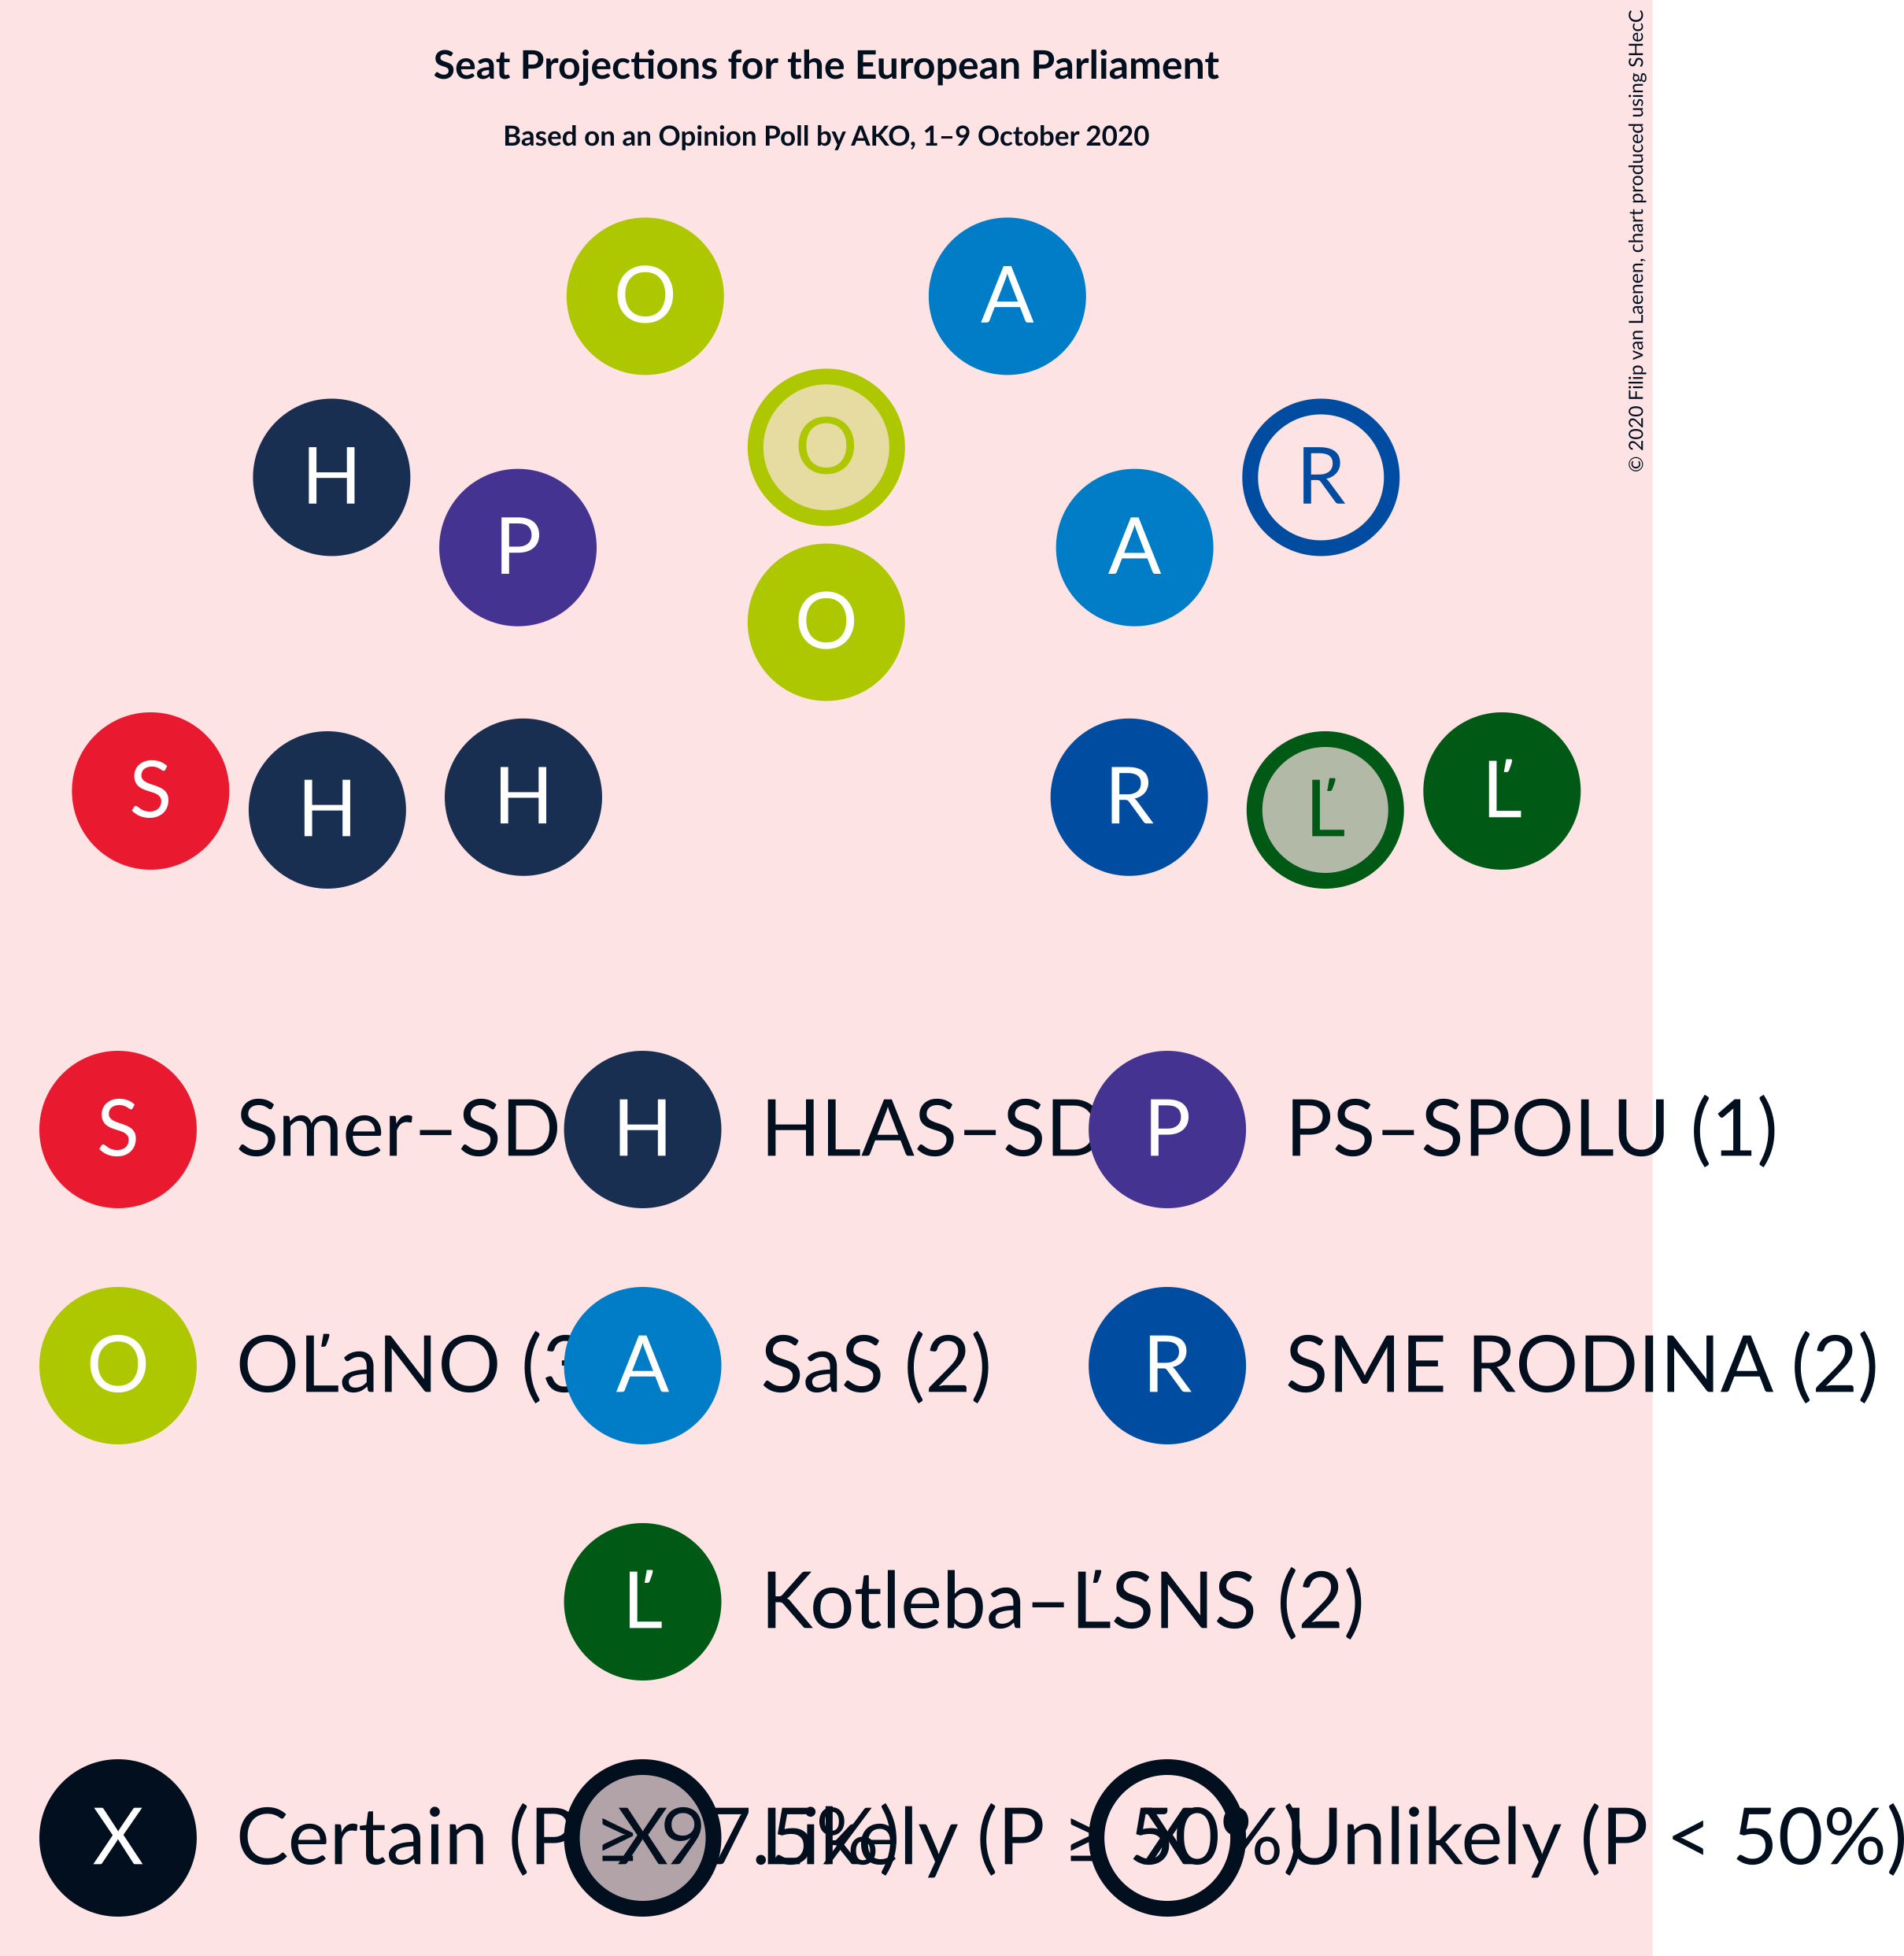 Seat Projections for the European Parliament
Based on an Opinion Poll by AKO, 1–9 October 2020
© 2020 Filip van Laenen, chart produced using SHecC
O A
O
H R
P A
O
S Ľ
H R
H Ľ
S Smer–SD H HLAS–SD P PS–SPOLU (1)
O OĽaNO (3 A SaS (2) R SME RODINA (2)
Ľ Kotleba–ĽSNS (2)
X Certain (P ≥ 97.5%) X Likely (P ≥ 50%) X Unlikely (P < 50%)